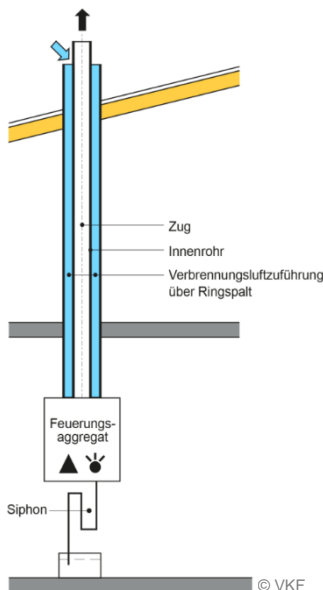 Zug
Innenrohr
Verbrennungsluftzuführung
über Ringspalt
Feuerungs-
aggregat
Siphon
© VKF